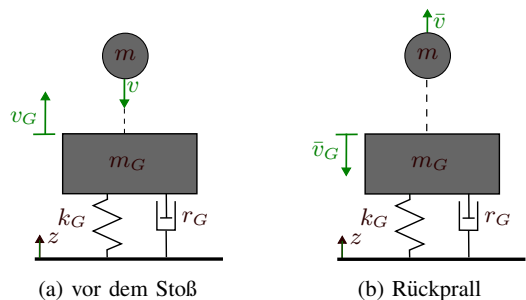 m
v
v_G
m_G
k_G
r_G
z
(a) vor dem Stoß
v̄
m
v̄_G
m_G
k_G
r_G
z
(b) Rückprall